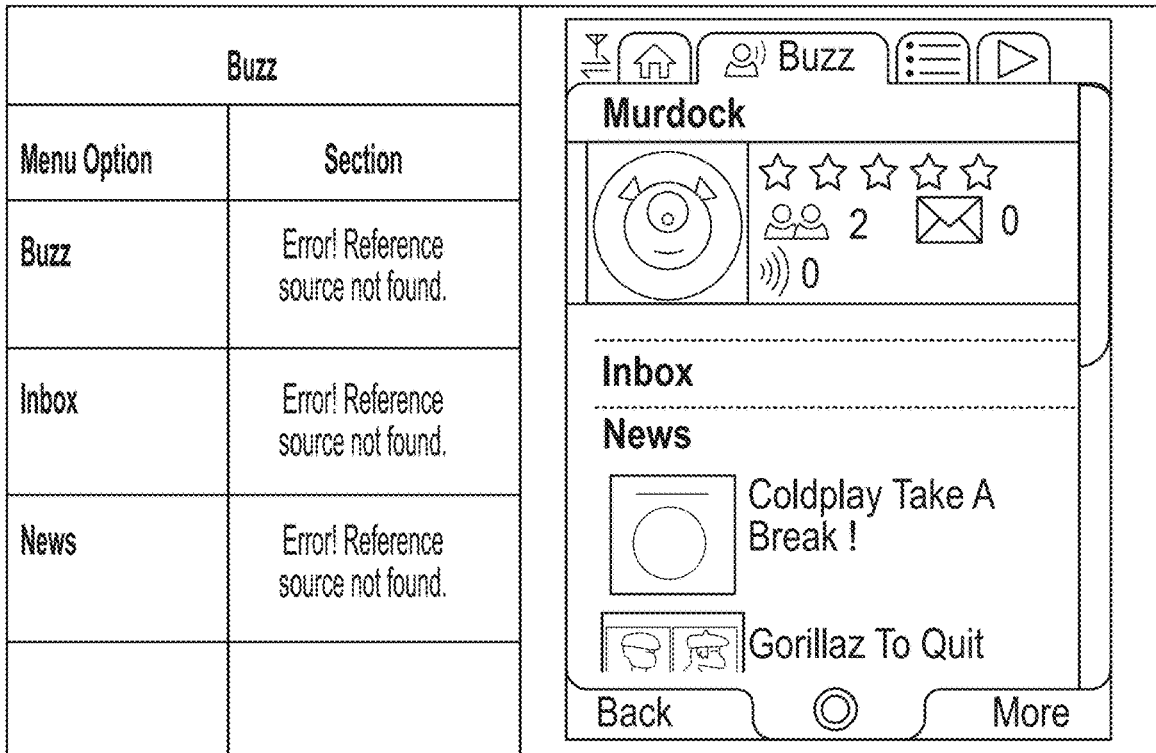 Buzz
Menu Option Section
Buzz
Error! Reference
source not found.
Inbox
Error! Reference
source not found.
News
Error! Reference
source not found.
Buzz
Murdock
2 0
0
Inbox
News
Coldplay Take A
Break !
Gorillaz To Quit
Back More